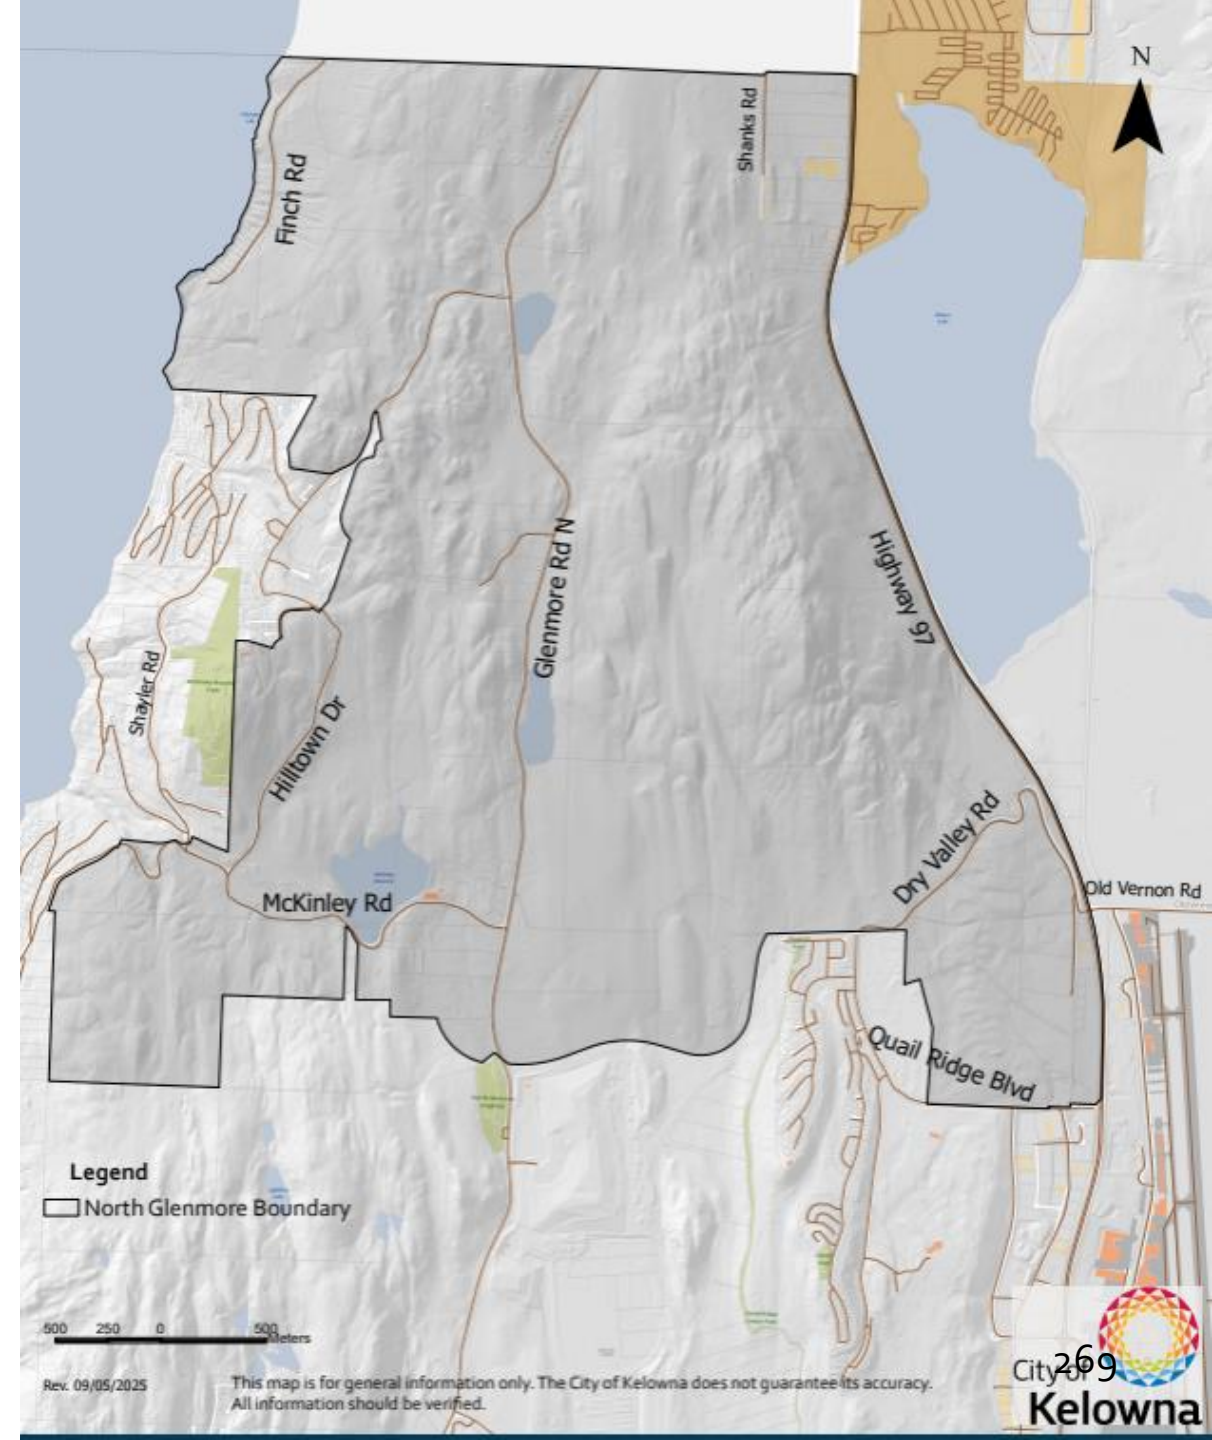 N
Shanks Rd
Finch Rd
Highway 97
Glenmore Rd N
Shayler Rd
Hilltown Dr
Dry Valley Rd
Old Vernon Rd
McKinley Rd
Quail Ridge Blvd
Legend
North Glenmore Boundary
500 250 0 500
Meters
Rev. 09/05/2025
This map is for general information only. The City of Kelowna does not guarantee its accuracy.
All information should be verified.
City of
269
Kelowna